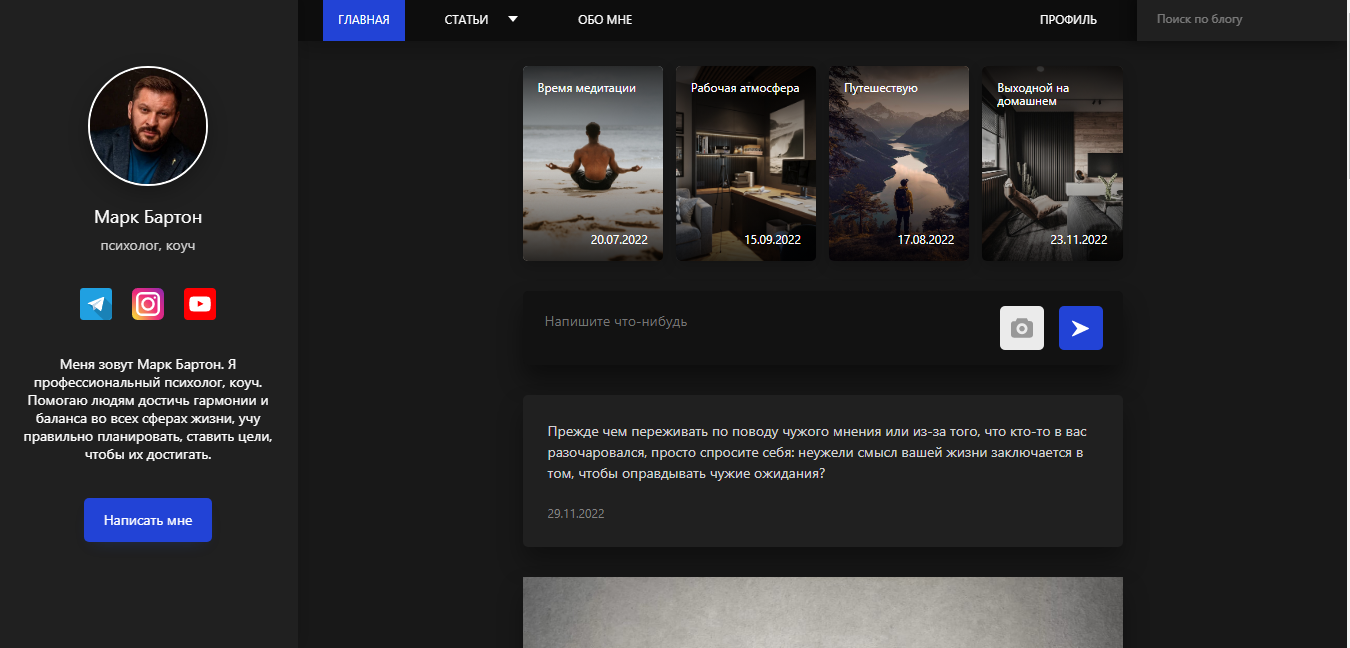 ГЛАВНАЯ
СТАТЬИ
ОБО МНЕ
ПРОФИЛЬ
Поиск по блогу
Марк Бартон
психолог, коуч
Меня зовут Марк Бартон. Я
профессиональный психолог, коуч.
Помогаю людям достичь гармонии и
баланса во всех сферах жизни, учу
правильно планировать, ставить цели,
чтобы их достигать.
Написать мне
Время медитации
20.07.2022
Рабочая атмосфера
15.09.2022
Путешествую
17.08.2022
Выходной на
домашнем
23.11.2022
Напишите что-нибудь
Прежде чем переживать по поводу чужого мнения или из-за того, что кто-то в вас
разочаровался, просто спросите себя: неужели смысл вашей жизни заключается в
том, чтобы оправдывать чужие ожидания?
29.11.2022